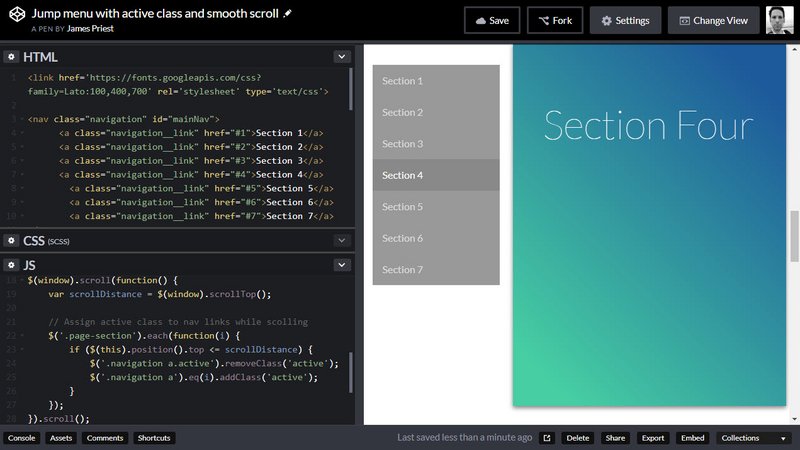 Jump menu with active class and smooth scroll
A PEN BY James Priest
Save
Fork
Settings
Change View
HTML
1 <link href='https://fonts.googleapis.com/css?
family=Lato:100,400,700' rel='stylesheet' type='text/css'>
2
3 <nav class="navigation" id="mainNav">
4 <a class="navigation__link" href="#1">Section 1</a>
5 <a class="navigation__link" href="#2">Section 2</a>
6 <a class="navigation__link" href="#3">Section 3</a>
7 <a class="navigation__link" href="#4">Section 4</a>
8 <a class="navigation__link" href="#5">Section 5</a>
9 <a class="navigation__link" href="#6">Section 6</a>
10 <a class="navigation__link" href="#7">Section 7</a>
CSS (SCSS)
JS
18 $(window).scroll(function() {
19 var scrollDistance = $(window).scrollTop();
20
21 // Assign active class to nav links while scolling
22 $('.page-section').each(function(i) {
23 if ($(this).position().top <= scrollDistance) {
24 $('.navigation a.active').removeClass('active');
25 $('.navigation a').eq(i).addClass('active');
26 }
27 });
28 }).scroll();
Section 1
Section 2
Section 3
Section 4
Section 5
Section 6
Section 7
Section Four
Console
Assets
Comments
Shortcuts
Last saved less than a minute ago
Delete
Share
Export
Embed
Collections